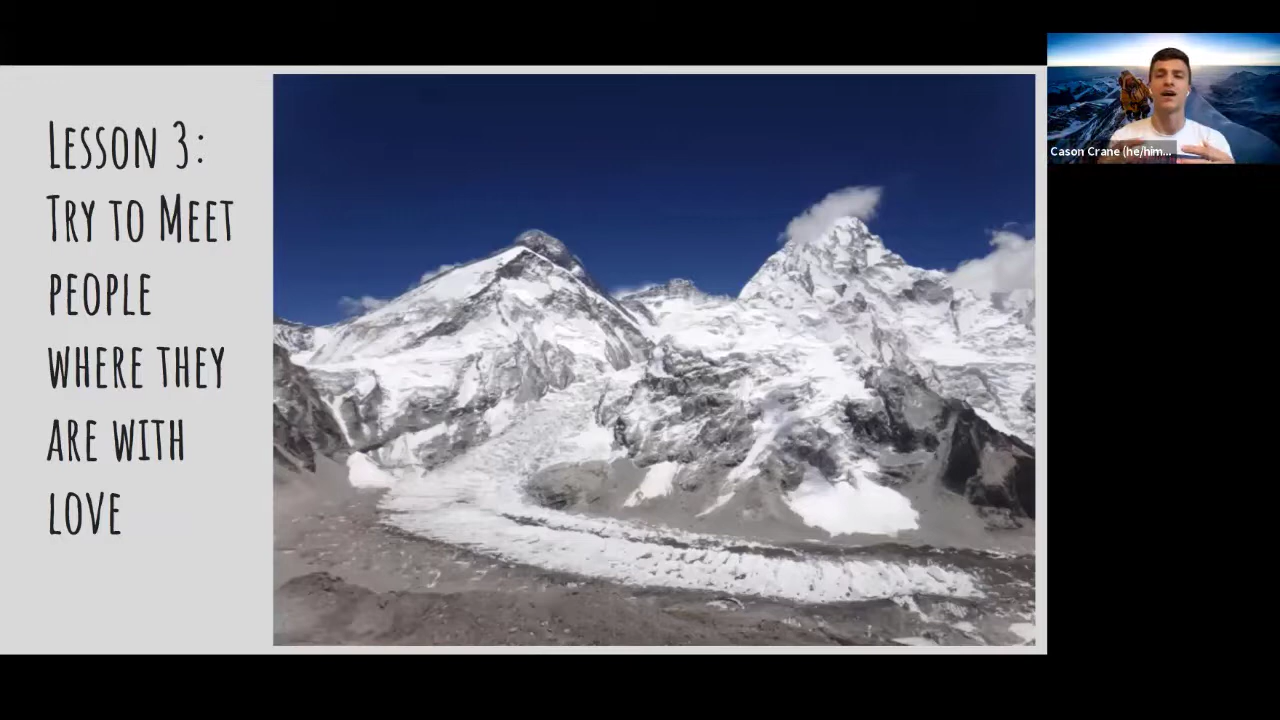 Lesson 3:
Try to Meet
people
where they
are with
love
Cason Crane (he/him...